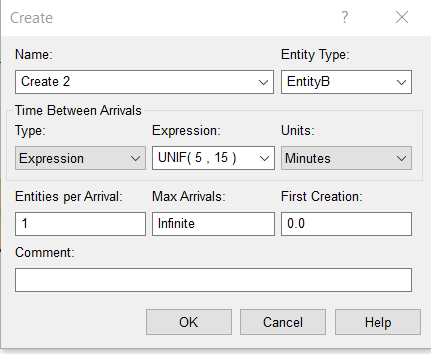 Create ?
Name: Entity Type:
Create 2 EntityB
Time Between Arrivals
Type: Expression: Units:
Expression UNIF( 5 , 15 ) Minutes
Entities per Arrival: Max Arrivals: First Creation:
1 Infinite 0.0
Comment:
OK Cancel Help